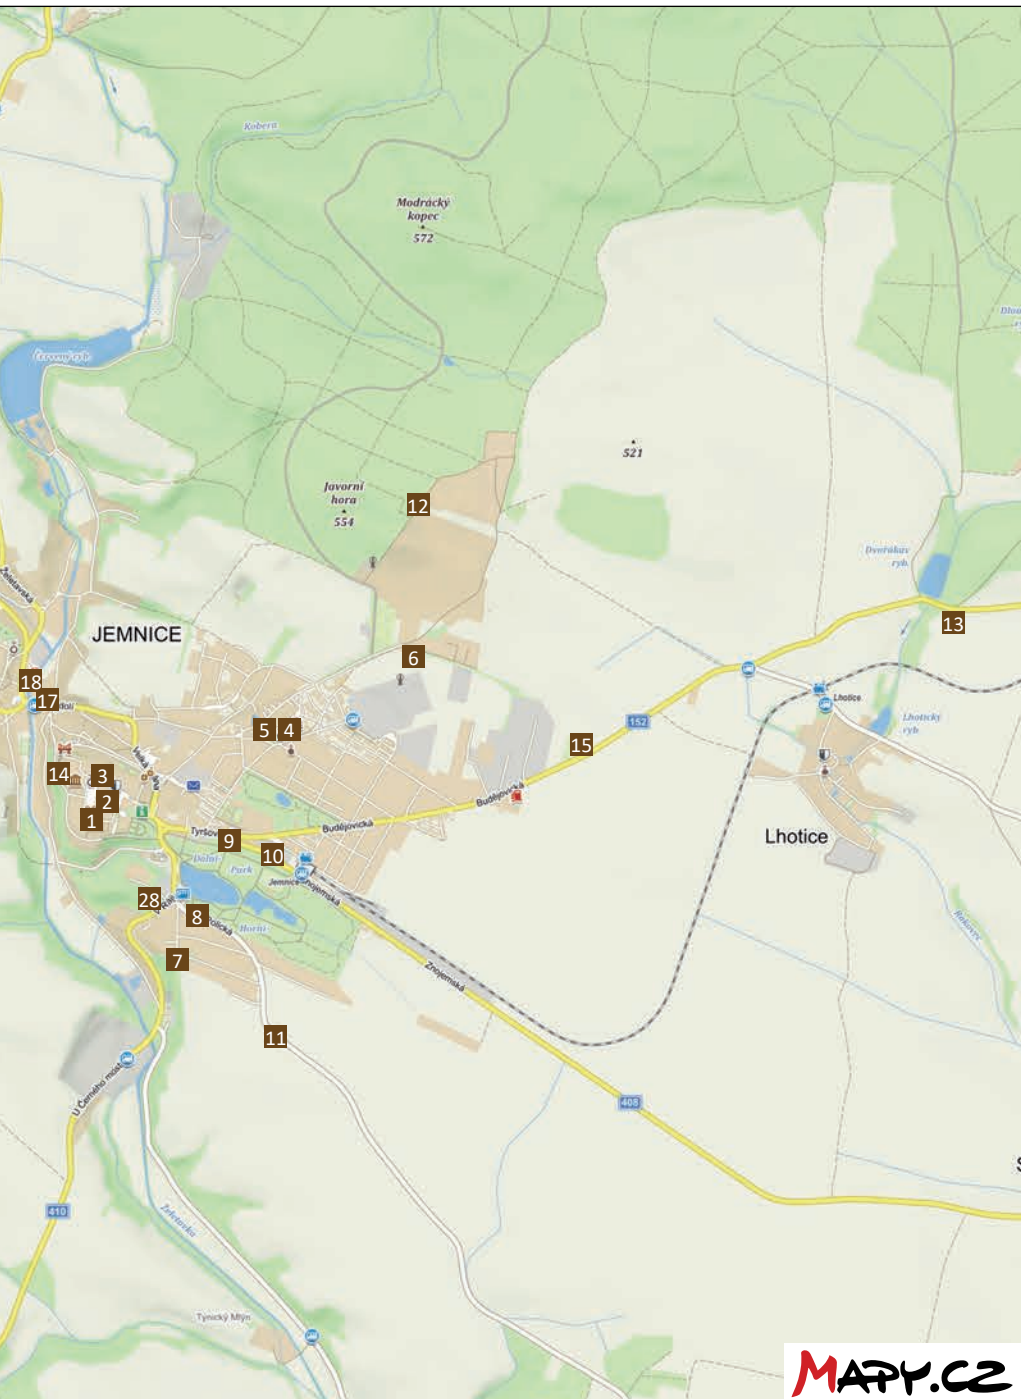 Kobera
Modrácký
kopec
572
Červený ryb.
521
Javorní
hora
554
12
Dvořákův
ryb.
Želetavská
JEMNICE
13
6
18
17
Lhotice
5 4
152
15
Lhotický
ryb.
14
3
2
1
Budějovická
Budějovická
Lhotice
9
10
Dolní
Park
Jemnice
Znojemská
28
8
Horní
7
Znojemská
Rokytec
11
U Černého mostu
408
410
Želetavka
Týnický Mlýn
MAPY.CZ